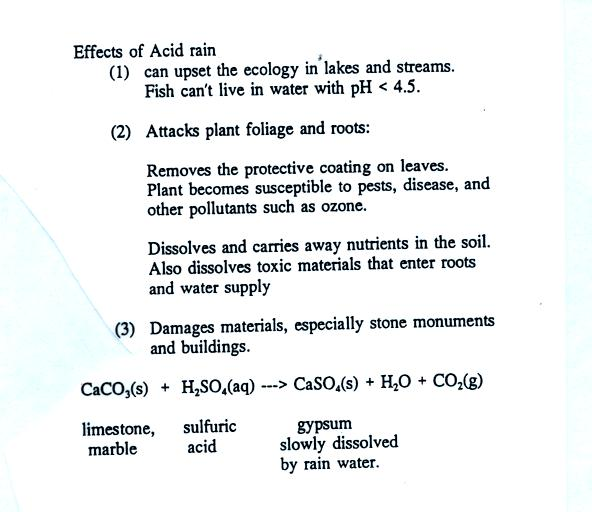 Effects of Acid rain
(1) can upset the ecology in lakes and streams.
Fish can't live in water with pH < 4.5.
(2) Attacks plant foliage and roots:
Removes the protective coating on leaves.
Plant becomes susceptible to pests, disease, and
other pollutants such as ozone.
Dissolves and carries away nutrients in the soil.
Also dissolves toxic materials that enter roots
and water supply
(3) Damages materials, especially stone monuments
and buildings.
CaCO₃(s) + H₂SO₄(aq) ---> CaSO₄(s) + H₂O + CO₂(g)
limestone, sulfuric gypsum
marble acid slowly dissolved
by rain water.